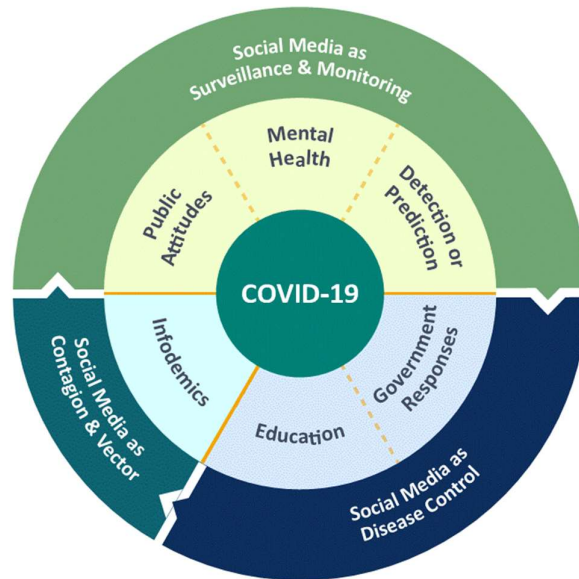 Social Media as
Surveillance & Monitoring
Mental
Health
Public
Attitudes
Detection or
Prediction
COVID-19
Infodemics
Government
Responses
Education
Social Media as
Contagion & Vector
Social Media as
Disease Control